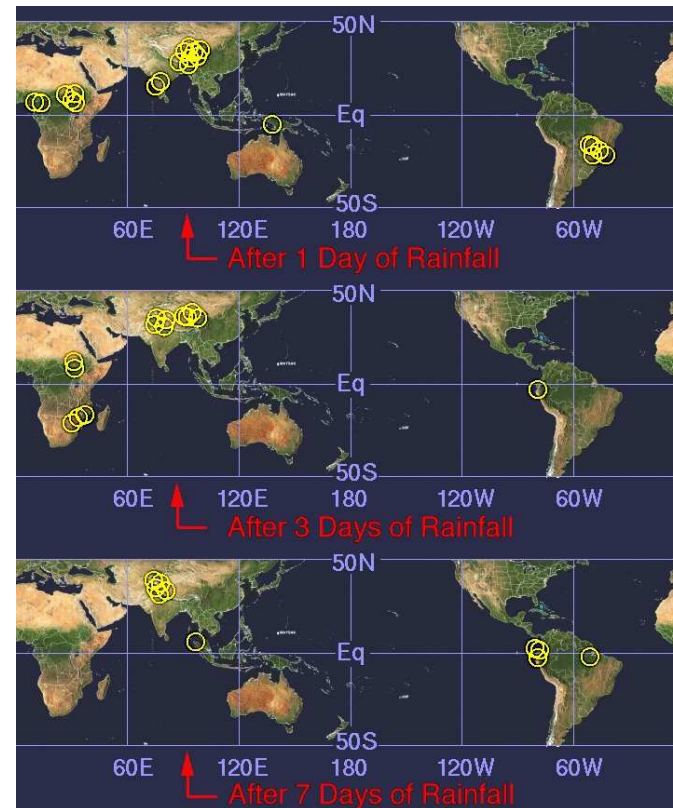 50N
Eq
50S
60E 120E 180 120W 60W
After 1 Day of Rainfall
50N
Eq
50S
60E 120E 180 120W 60W
After 3 Days of Rainfall
50N
Eq
50S
60E 120E 180 120W 60W
After 7 Days of Rainfall